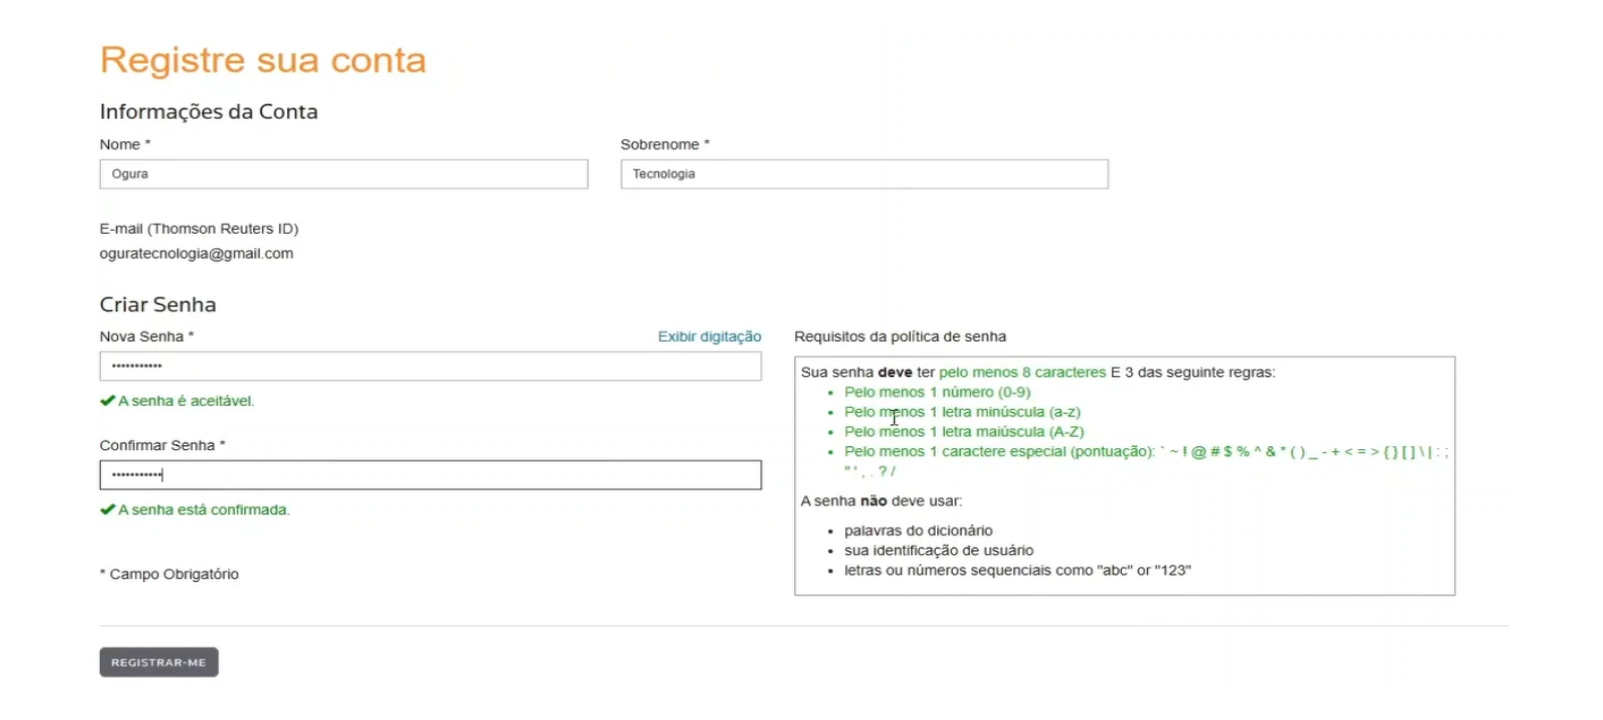 Registre sua conta
Informações da Conta
Nome *
Sobrenome *
Ogura
Tecnologia
E-mail (Thomson Reuters ID)
oguratecnologia@gmail.com
Criar Senha
Nova Senha *
Exibir digitação
•••••••••••
✔ A senha é aceitável.
Confirmar Senha *
•••••••••••
✔ A senha está confirmada.
* Campo Obrigatório
Requisitos da política de senha
Sua senha deve ter pelo menos 8 caracteres E 3 das seguinte regras:
• Pelo menos 1 número (0-9)
• Pelo menos 1 letra minúscula (a-z)
• Pelo menos 1 letra maiúscula (A-Z)
• Pelo menos 1 caractere especial (pontuação): ` ~ ! @ # $ % ^ & * ( ) _ - + < = > { } [ ] \ | : ;
" ' , . ? /
A senha não deve usar:
• palavras do dicionário
• sua identificação de usuário
• letras ou números sequenciais como "abc" or "123"
REGISTRAR-ME